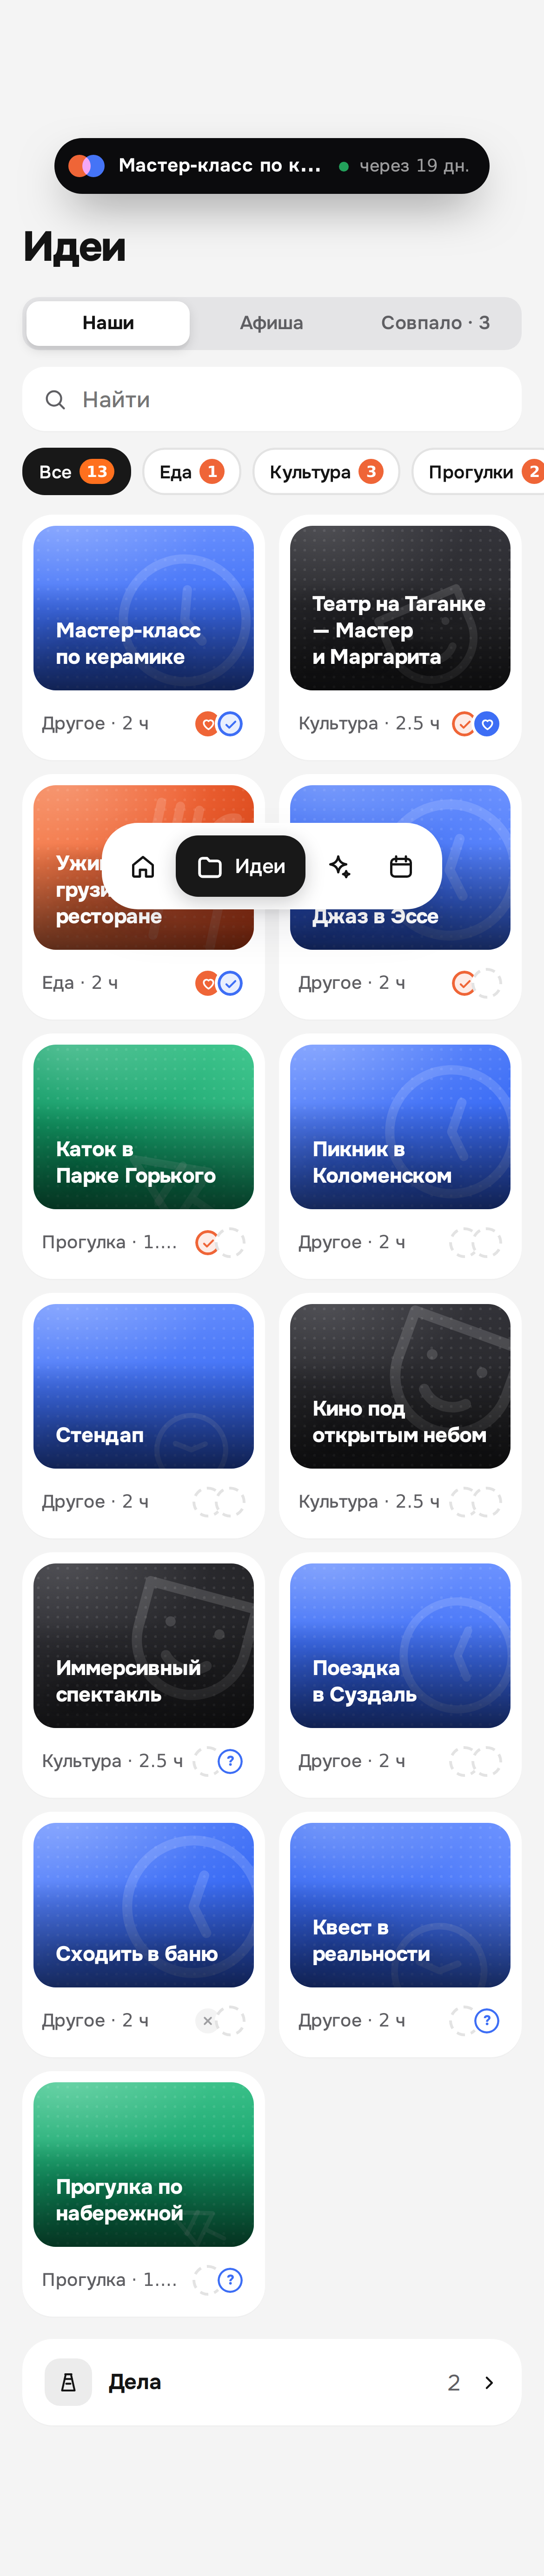 Мастер-класс по к... через 19 дн.
Идеи
Наши Афиша Совпало · 3
Найти
Все 13 Еда 1 Культура 3 Прогулки 2
Мастер-класс
по керамике
Другое · 2 ч
Театр на Таганке
— Мастер
и Маргарита
Культура · 2.5 ч
ресторане
Еда · 2 ч
Идеи
Джаз в Эссе
Другое · 2 ч
Каток в
Парке Горького
Прогулка · 1....
Пикник в
Коломенском
Другое · 2 ч
Стендап
Другое · 2 ч
Кино под
открытым небом
Культура · 2.5 ч
Иммерсивный
спектакль
Культура · 2.5 ч
?
Поездка
в Суздаль
Другое · 2 ч
Сходить в баню
Другое · 2 ч
Квест в
реальности
Другое · 2 ч
?
Прогулка по
набережной
Прогулка · 1....
?
Дела 2